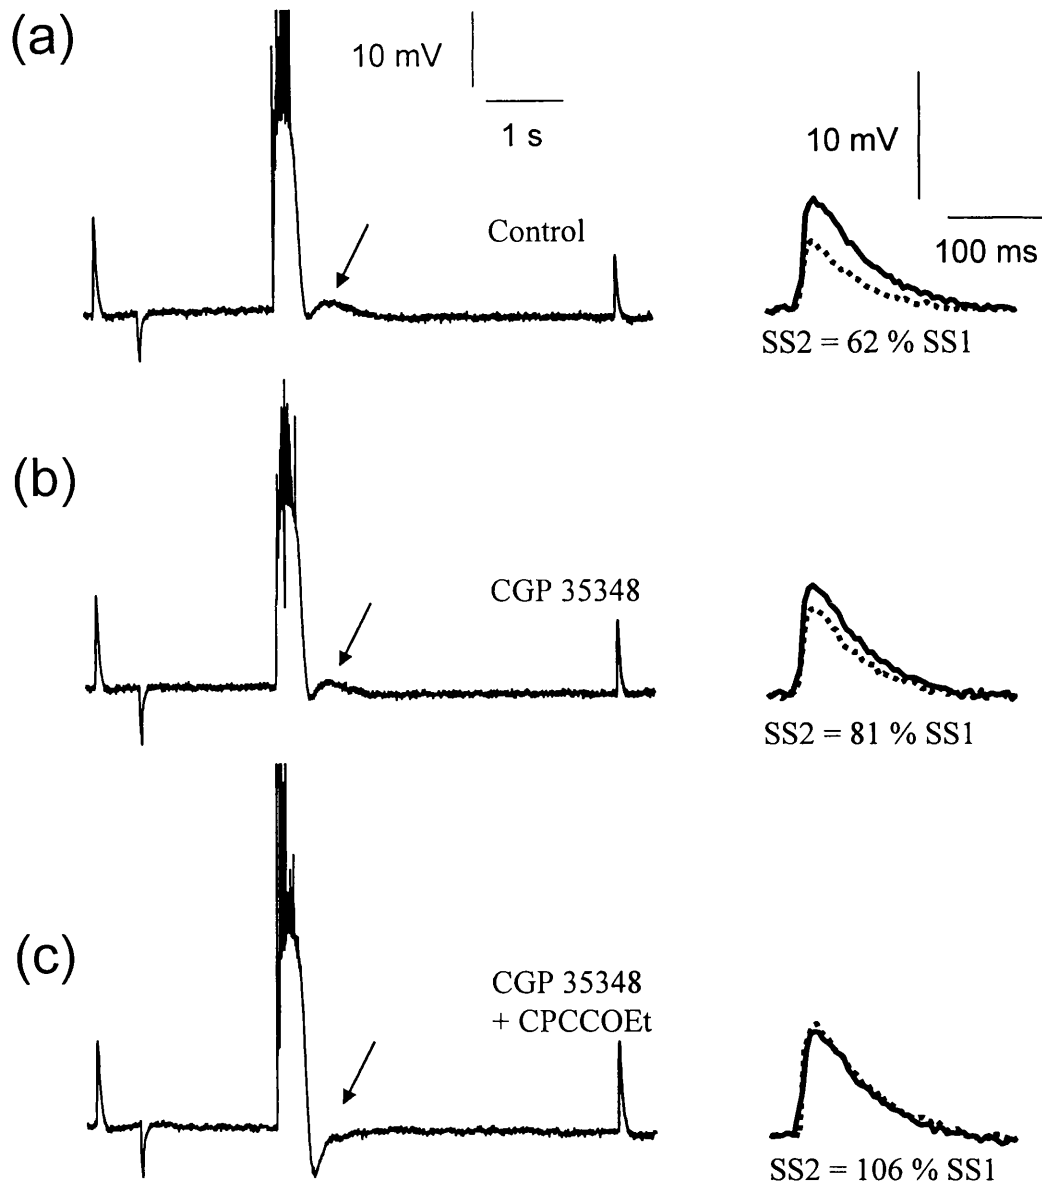 (a)
10 mV
1 s
10 mV
100 ms
Control
SS2 = 62 % SS1
(b)
CGP 35348
SS2 = 81 % SS1
(c)
CGP 35348
+ CPCCOEt
SS2 = 106 % SS1